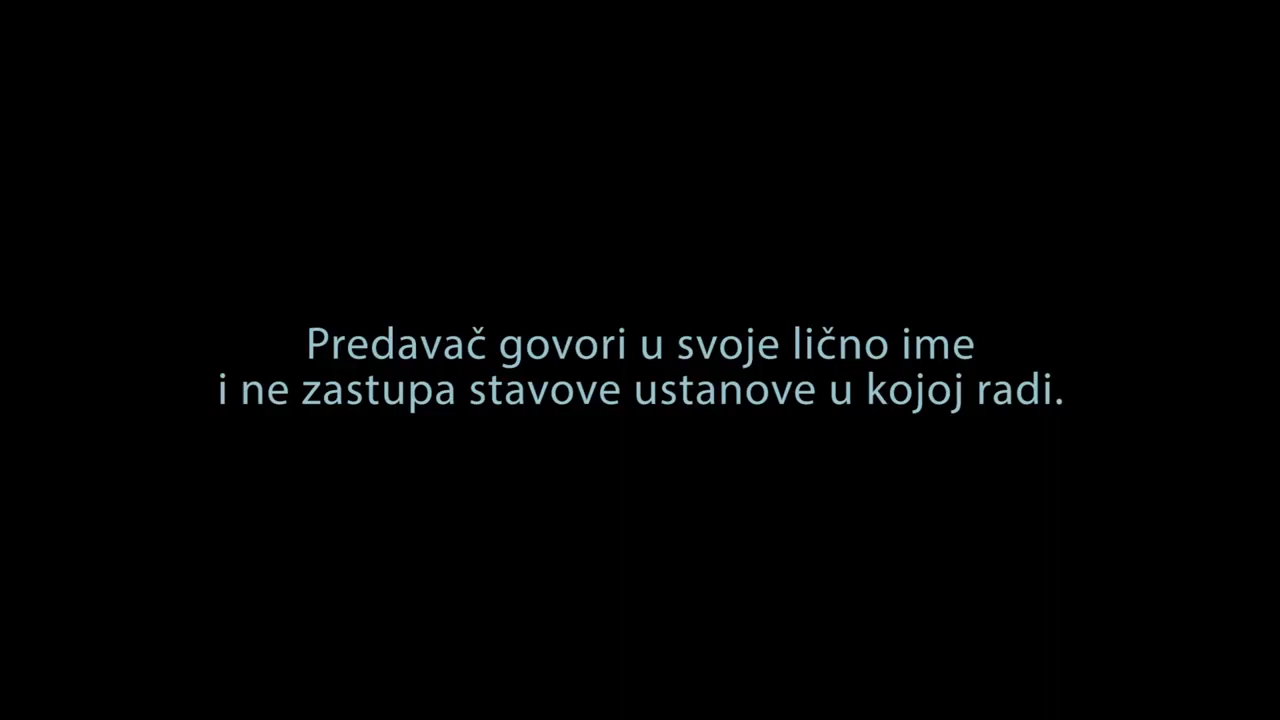 Predavač govori u svoje lično ime
i ne zastupa stavove ustanove u kojoj radi.